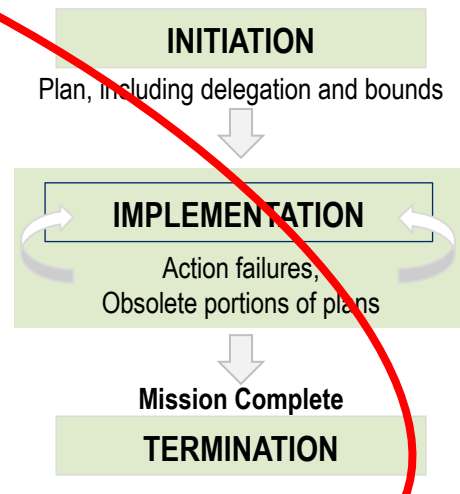 INITIATION
Plan, including delegation and bounds
IMPLEMENTATION
Action failures,
Obsolete portions of plans
Mission Complete
TERMINATION